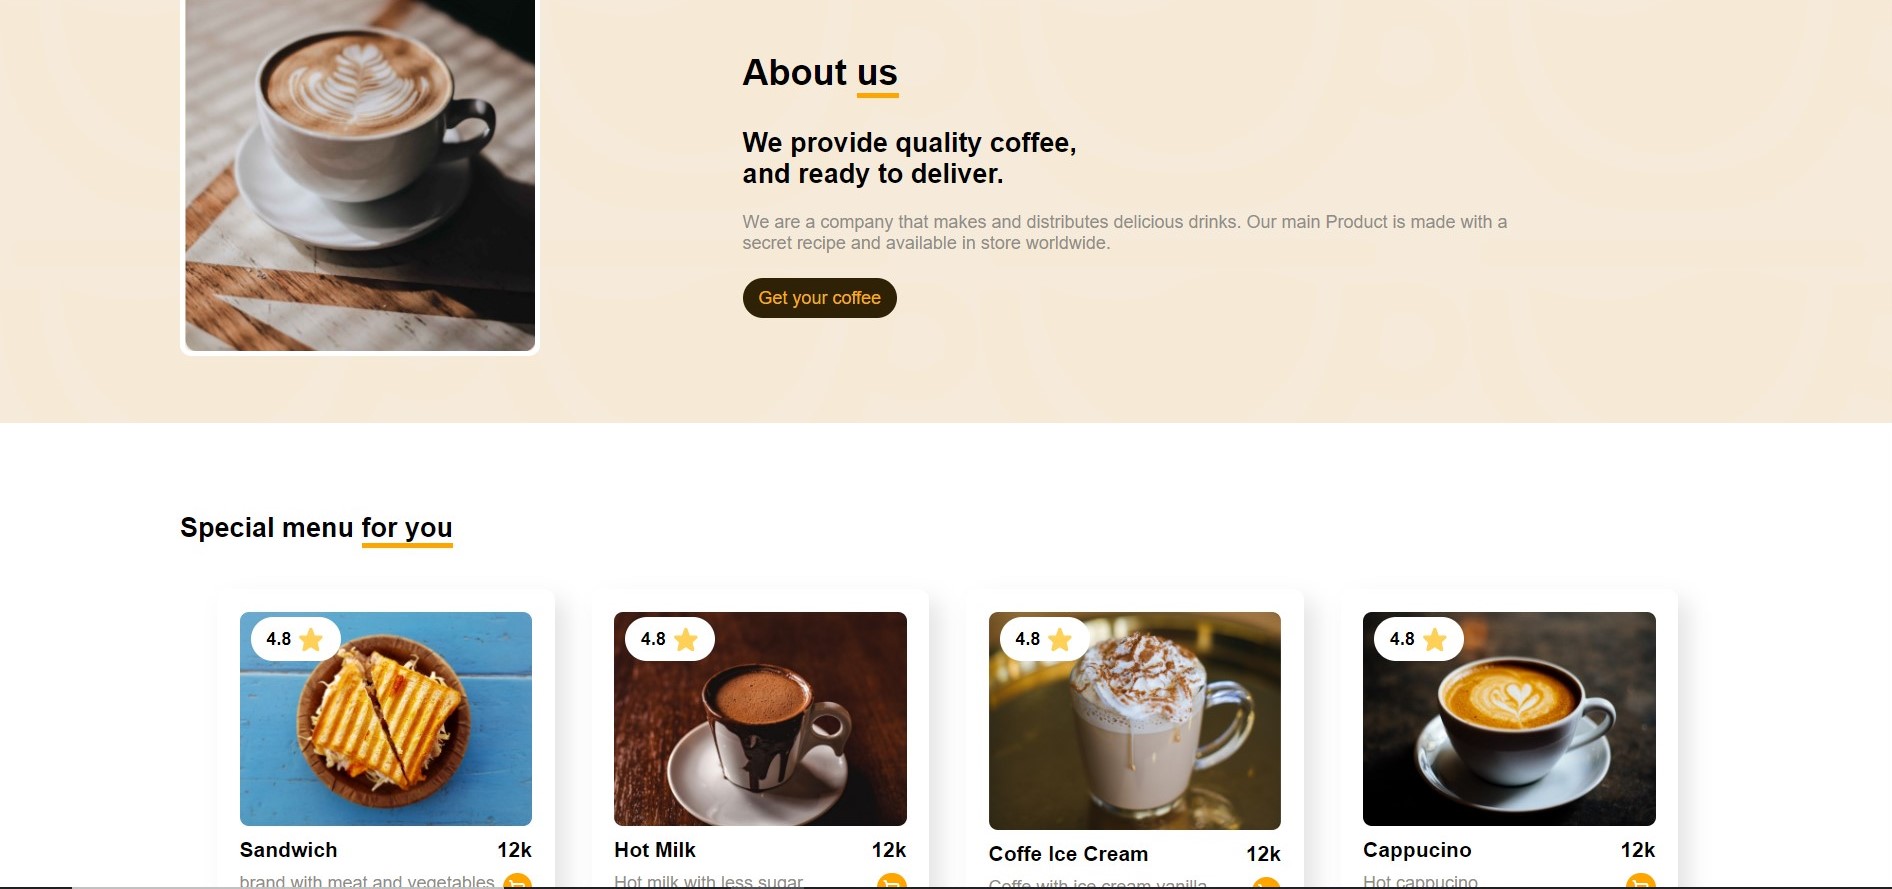 About us
We provide quality coffee,
and ready to deliver.
We are a company that makes and distributes delicious drinks. Our main Product is made with a
secret recipe and available in store worldwide.
Get your coffee
Special menu for you
4.8
4.8
4.8
4.8
Sandwich 12k
Hot Milk 12k
Coffe Ice Cream 12k
Cappucino 12k
brand with meat and vegetables
Hot milk with less sugar
Coffe with ice cream vanilla
Hot cappucino